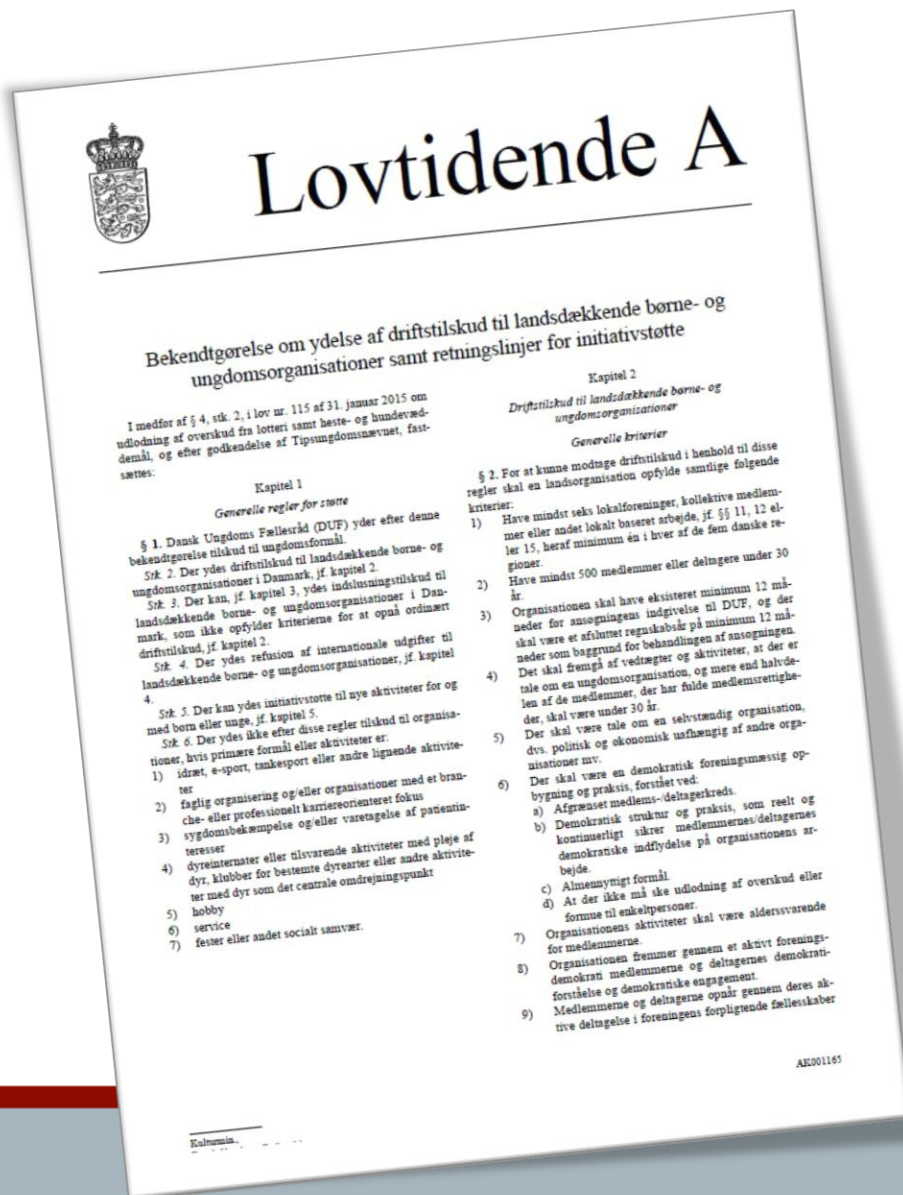 Lovtidende A
Bekendtgørelse om ydelse af driftstilskud til landsdækkende børne- og
ungdomsorganisationer samt retningslinjer for initiativstøtte
I medfør af § 4, stk. 2, i lov nr. 115 af 31. januar 2015 om
udlodning af overskud fra lotteri samt heste- og hundevæd-
demål, og efter godkendelse af Tipsungdomsnævnet, fast-
sættes:
Kapitel 1
Generelle regler for støtte
§ 1. Dansk Ungdoms Fællesråd (DUF) yder efter denne
bekendtgørelse tilskud til ungdomsformål.
Stk. 2. Der ydes driftstilskud til landsdækkende børne- og
ungdomsorganisationer i Danmark, jf. kapitel 2.
Stk. 3. Der kan, jf. kapitel 3, ydes indslusningstilskud til
landsdækkende børne- og ungdomsorganisationer i Dan-
mark, som ikke opfylder kriterierne for at opnå ordinært
driftstilskud, jf. kapitel 2.
Stk. 4. Der ydes refusion af internationale udgifter til
landsdækkende børne- og ungdomsorganisationer, jf. kapitel
4.
Stk. 5. Der kan ydes initiativstøtte til nye aktiviteter for og
med børn eller unge, jf. kapitel 5.
Stk. 6. Der ydes ikke efter disse regler tilskud til organisa-
tioner, hvis primære formål eller aktiviteter er:
1) idræt, e-sport, tankesport eller andre lignende aktivite-
ter
2) faglig organisering og/eller organisationer med et bran-
che- eller professionelt karriereorienteret fokus
3) sygdomsbekæmpelse og/eller varetagelse af patientin-
teresser
4) dyreinternater eller tilsvarende aktiviteter med pleje af
dyr, klubber for bestemte dyrearter eller andre aktivite-
ter med dyr som det centrale omdrejningspunkt
5) hobby
6) service
7) fester eller andet socialt samvær.
Kapitel 2
Driftstilskud til landsdækkende børne- og
ungdomsorganisationer
Generelle kriterier
§ 2. For at kunne modtage driftstilskud i henhold til disse
regler skal en landsorganisation opfylde samtlige følgende
kriterier:
1) Have mindst seks lokalforeninger, kollektive medlem-
mer eller andet lokalt baseret arbejde, jf. §§ 11, 12 el-
ler 15, heraf minimum én i hver af de fem danske re-
gioner.
2) Have mindst 500 medlemmer eller deltagere under 30
år.
3) Organisationen skal have eksisteret minimum 12 må-
neder for ansøgningens indgivelse til DUF, og der
skal være et afsluttet regnskabsår på minimum 12 må-
neder som baggrund for behandlingen af ansøgningen.
4) Det skal fremgå af vedtægter og aktiviteter, at der er
tale om en ungdomsorganisation, og mere end halvde-
len af de medlemmer, der har fulde medlemsrettighe-
der, skal være under 30 år.
5) Der skal være tale om en selvstændig organisation,
dvs. politisk og økonomisk uafhængig af andre orga-
nisationer mv.
6) Der skal være en demokratisk foreningsmæssig op-
bygning og praksis, forstået ved:
a) Afgrænset medlems-/deltagerkreds.
b) Demokratisk struktur og praksis, som reelt og
kontinuerligt sikrer medlemmernes/deltagernes
demokratiske indflydelse på organisationens ar-
bejde.
c) Almennyttigt formål.
d) At der ikke må ske udlodning af overskud eller
formue til enkeltpersoner.
7) Organisationens aktiviteter skal være alderssvarende
for medlemmerne.
8) Organisationen fremmer gennem et aktivt forenings-
demokrati medlemmerne og deltagernes demokrati-
forståelse og demokratiske engagement.
9) Medlemmerne og deltagerne opnår gennem deres ak-
tive deltagelse i foreningens forpligtende fællesskaber
AK001165
Kulturmin.,